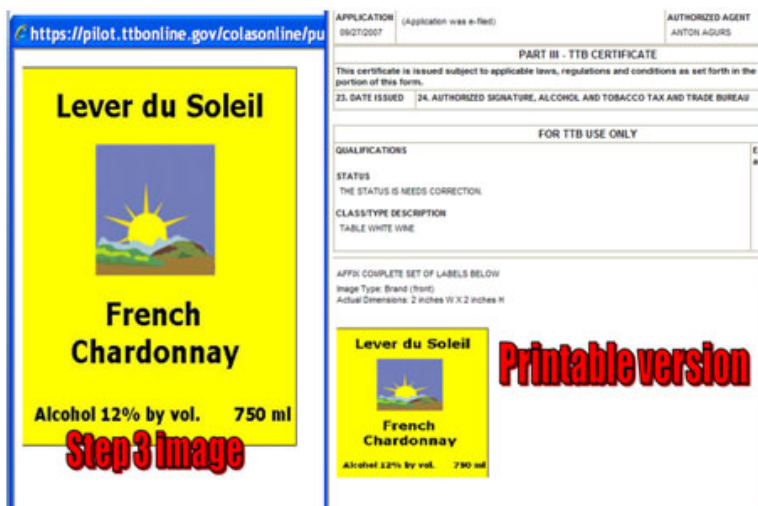 https://pilot.ttbonline.gov/colasonline/pu
Lever du Soleil
French
Chardonnay
Alcohol 12% by vol. 750 ml
Step 3 image
APPLICATION (Application was e-filed) AUTHORIZED AGENT
09/27/2007 ANTON AGURS
PART III - TTB CERTIFICATE
This certificate is issued subject to applicable laws, regulations and conditions as set forth in the
portion of this form.
23. DATE ISSUED 24. AUTHORIZED SIGNATURE, ALCOHOL AND TOBACCO TAX AND TRADE BUREAU
FOR TTB USE ONLY
QUALIFICATIONS
STATUS
THE STATUS IS NEEDS CORRECTION.
CLASS/TYPE DESCRIPTION
TABLE WHITE WINE
AFFIX COMPLETE SET OF LABELS BELOW
Image Type: Brand (front)
Actual Dimensions: 2 inches W X 2 inches H
Lever du Soleil
French
Chardonnay
Alcohol 12% by vol. 750 ml
Printable version